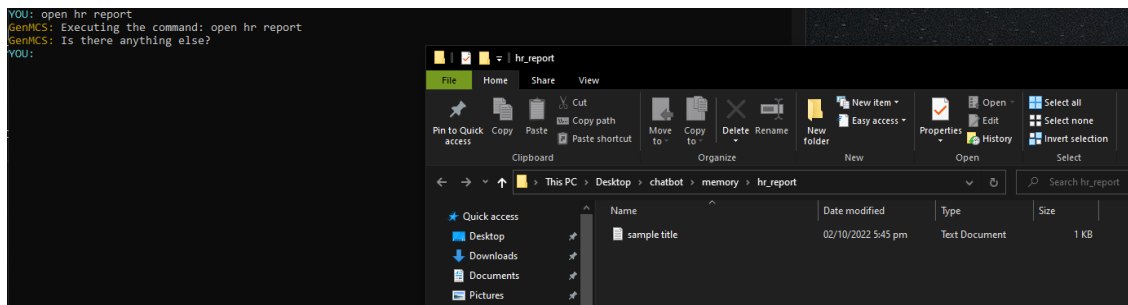 YOU: open hr report
GenMCS: Executing the command: open hr report
GenMCS: Is there anything else?
YOU:
hr_report
File Home Share View
Pin to Quick access
Copy
Paste
Cut
Copy path
Paste shortcut
Clipboard
Move to
Copy to
Delete
Rename
Organize
New folder
New item
Easy access
New
Properties
Open
Edit
History
Open
Select all
Select none
Invert selection
Select
This PC > Desktop > chatbot > memory > hr_report
Search hr_report
Quick access
Desktop
Downloads
Documents
Pictures
Name Date modified Type Size
sample title 02/10/2022 5:45 pm Text Document 1 KB